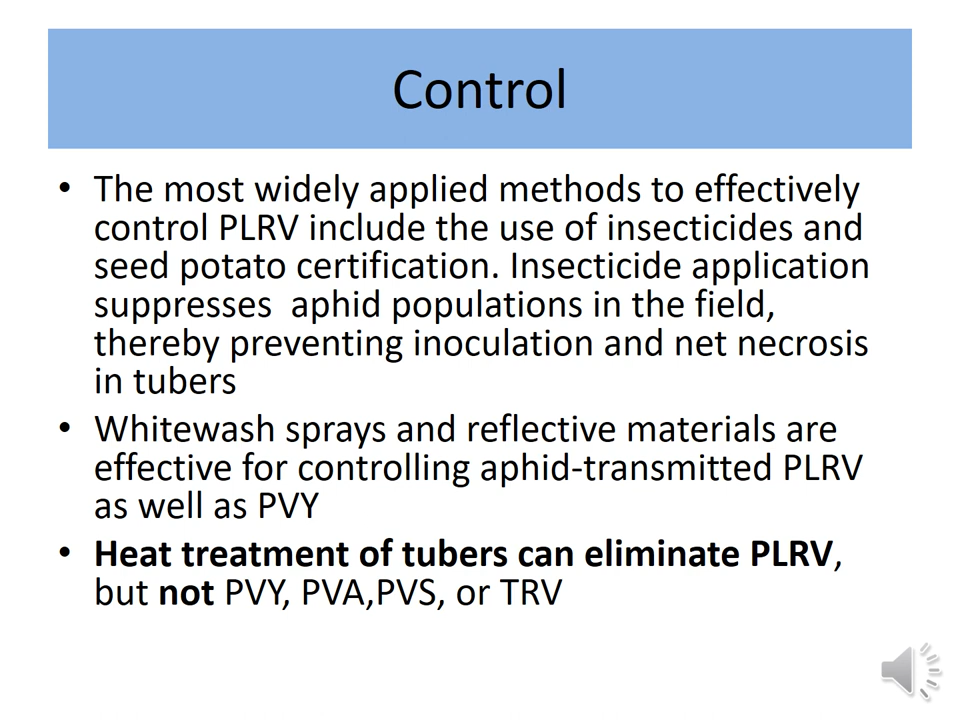 Control
• The most widely applied methods to effectively
control PLRV include the use of insecticides and
seed potato certification. Insecticide application
suppresses  aphid populations in the field,
thereby preventing inoculation and net necrosis
in tubers
• Whitewash sprays and reflective materials are
effective for controlling aphid-transmitted PLRV
as well as PVY
• Heat treatment of tubers can eliminate PLRV,
but not PVY, PVA,PVS, or TRV